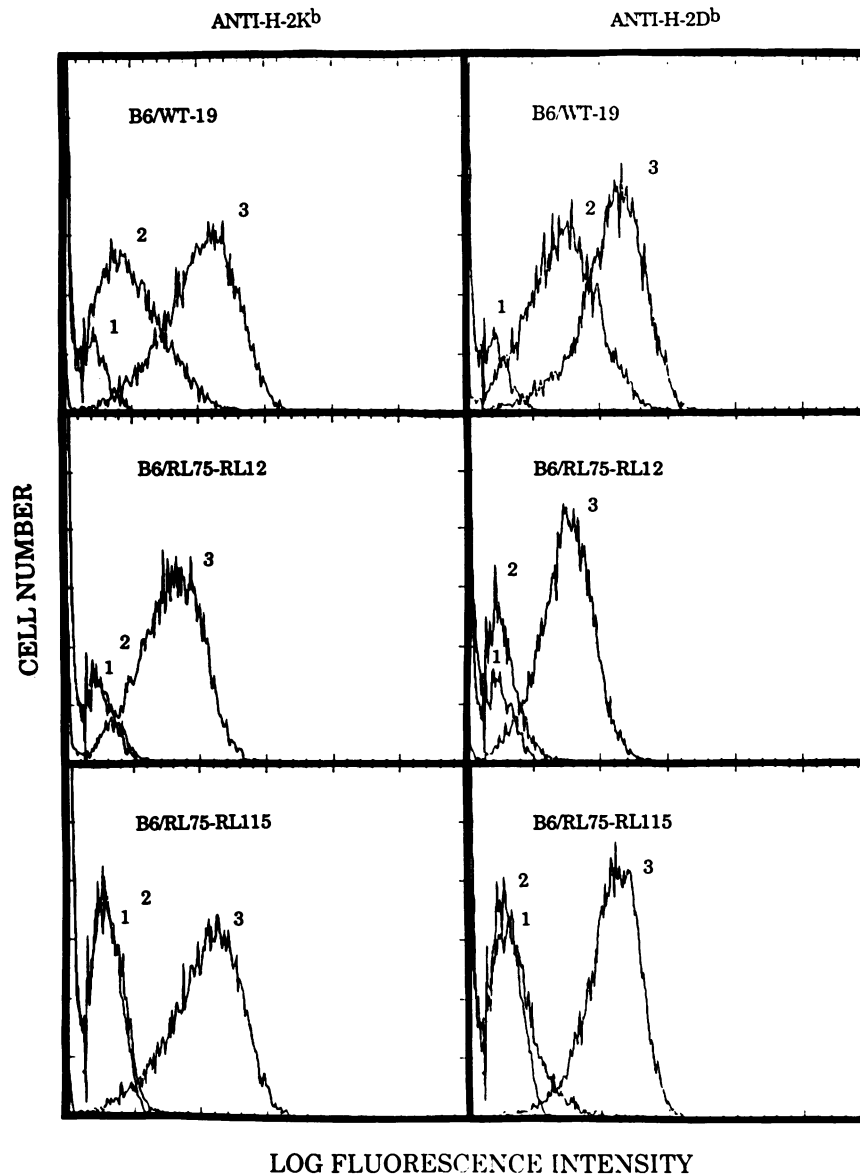 ANTI-H-2Kb
ANTI-H-2Db
B6/WT-19
1
2
3
B6/WT-19
1
2
3
B6/RL75-RL12
1
2
3
B6/RL75-RL12
1
2
3
B6/RL75-RL115
1
2
3
B6/RL75-RL115
2
1
3
CELL NUMBER
LOG FLUORESCENCE INTENSITY